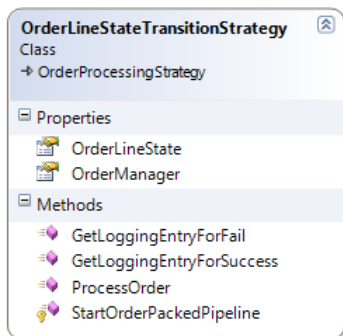 OrderLineStateTransitionStrategy
Class
OrderProcessingStrategy
Properties
OrderLineState
OrderManager
Methods
GetLoggingEntryForFail
GetLoggingEntryForSuccess
ProcessOrder
StartOrderPackedPipeline